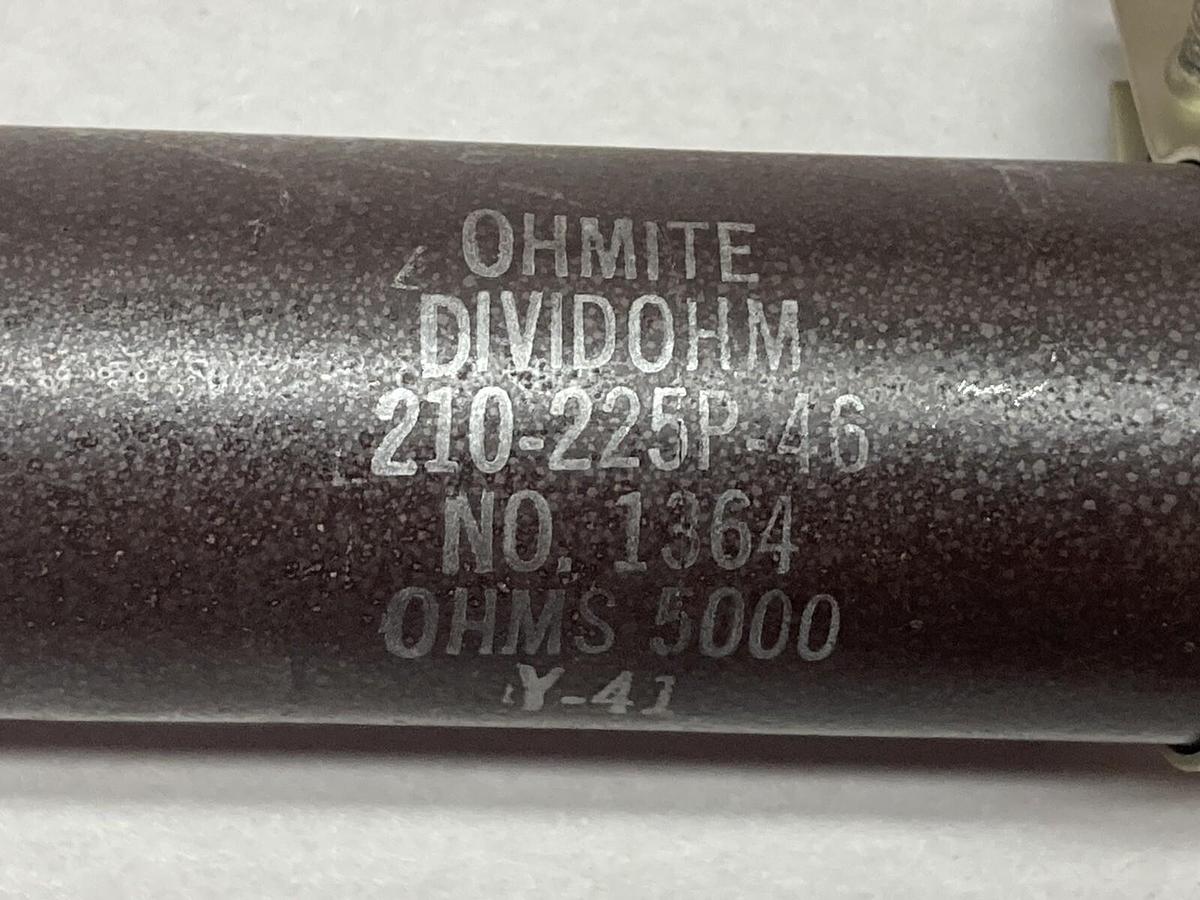 OHMITE
DIVIDOHM
210-225P-46
NO. 1364
OHMS 5000
Y-41